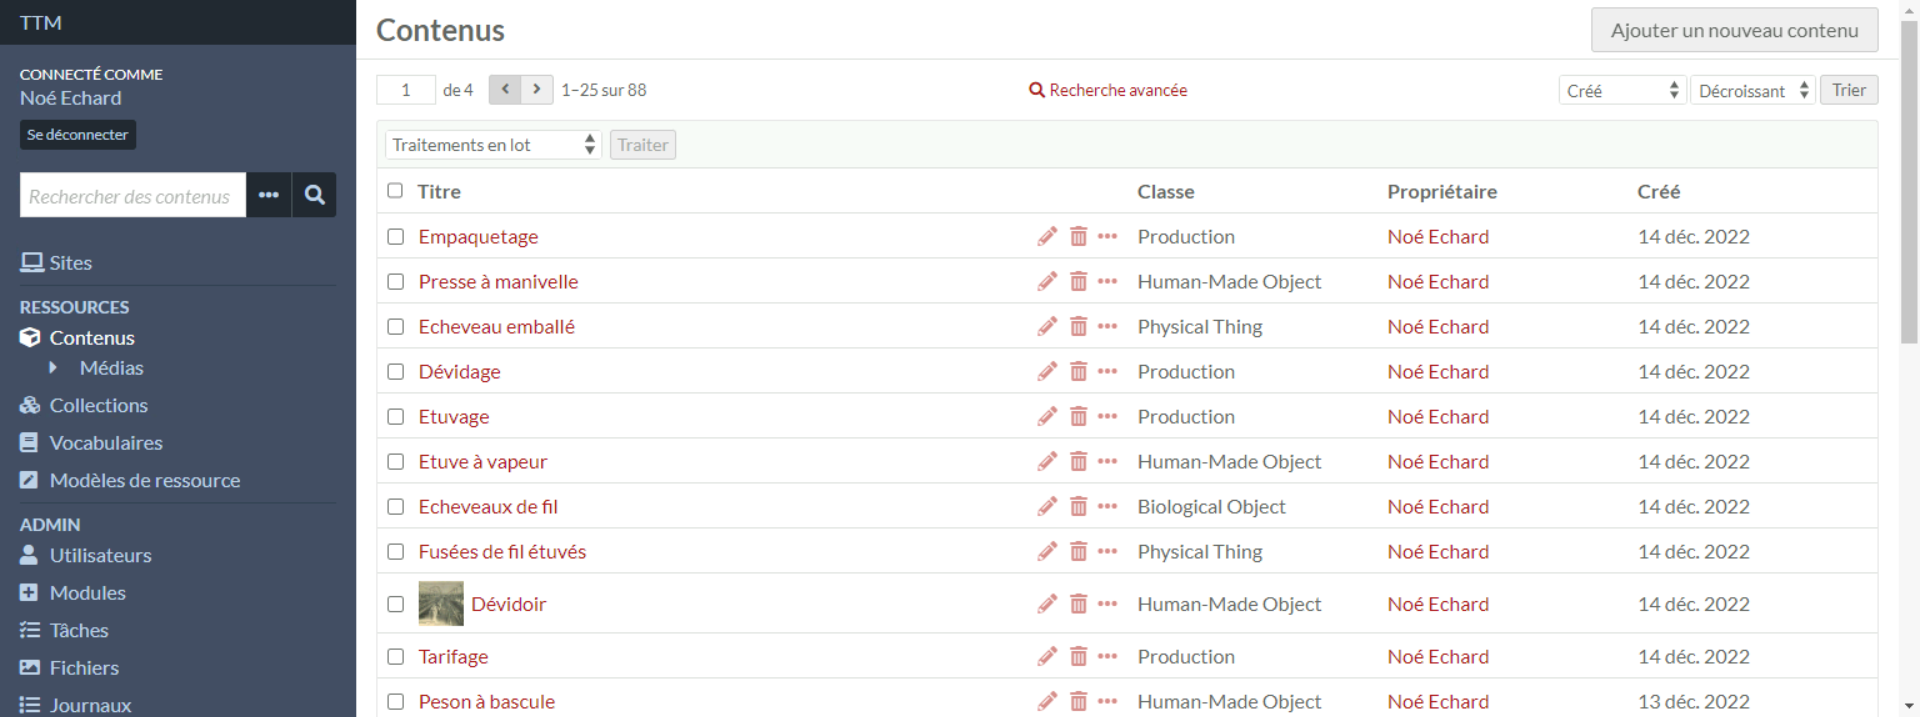 TTM
CONNECTÉ COMME
Noé Echard
Se déconnecter
Rechercher des contenus
Sites
RESSOURCES
Contenus
Médias
Collections
Vocabulaires
Modèles de ressource
ADMIN
Utilisateurs
Modules
Tâches
Fichiers
Journaux
Contenus
Ajouter un nouveau contenu
1 de 4 1–25 sur 88 Recherche avancée Créé Décroissant Trier
Traitements en lot Traiter
Titre Classe Propriétaire Créé
Empaquetage Production Noé Echard 14 déc. 2022
Presse à manivelle Human-Made Object Noé Echard 14 déc. 2022
Echeveau emballé Physical Thing Noé Echard 14 déc. 2022
Dévidage Production Noé Echard 14 déc. 2022
Etuvage Production Noé Echard 14 déc. 2022
Etuve à vapeur Human-Made Object Noé Echard 14 déc. 2022
Echeveaux de fil Biological Object Noé Echard 14 déc. 2022
Fusées de fil étuvés Physical Thing Noé Echard 14 déc. 2022
Dévidoir Human-Made Object Noé Echard 14 déc. 2022
Tarifage Production Noé Echard 14 déc. 2022
Peson à bascule Human-Made Object Noé Echard 13 déc. 2022